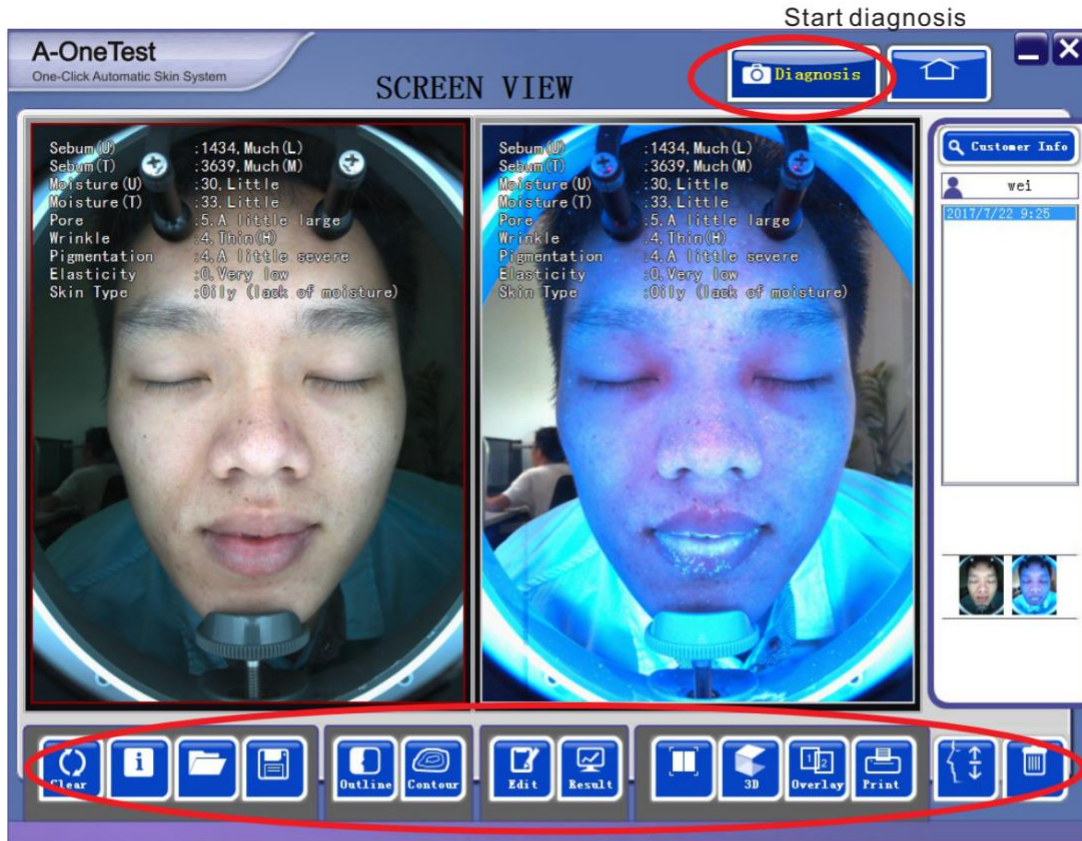 Start diagnosis
A-OneTest
One-Click Automatic Skin System
SCREEN VIEW
Diagnosis
Sebum(U) :1434, Much(L)
Sebum(T) :3639, Much(M)
Moisture(U) :30, Little
Moisture(T) :33, Little
Pore :5, A little large
Wrinkle :4, Thin(H)
Pigmentation :4, A little severe
Elasticity :0, Very low
Skin Type :Oily (lack of moisture)
Sebum(U) :1434, Much(L)
Sebum(T) :3639, Much(M)
Moisture(U) :30, Little
Moisture(T) :33, Little
Pore :5, A little large
Wrinkle :4, Thin(H)
Pigmentation :4, A little severe
Elasticity :0, Very low
Skin Type :Oily (lack of moisture)
Customer Info
wei
2017/7/22 9:25
Clear
i
Outline
Contour
Edit
Result
3D
1 2
Overlay
Print